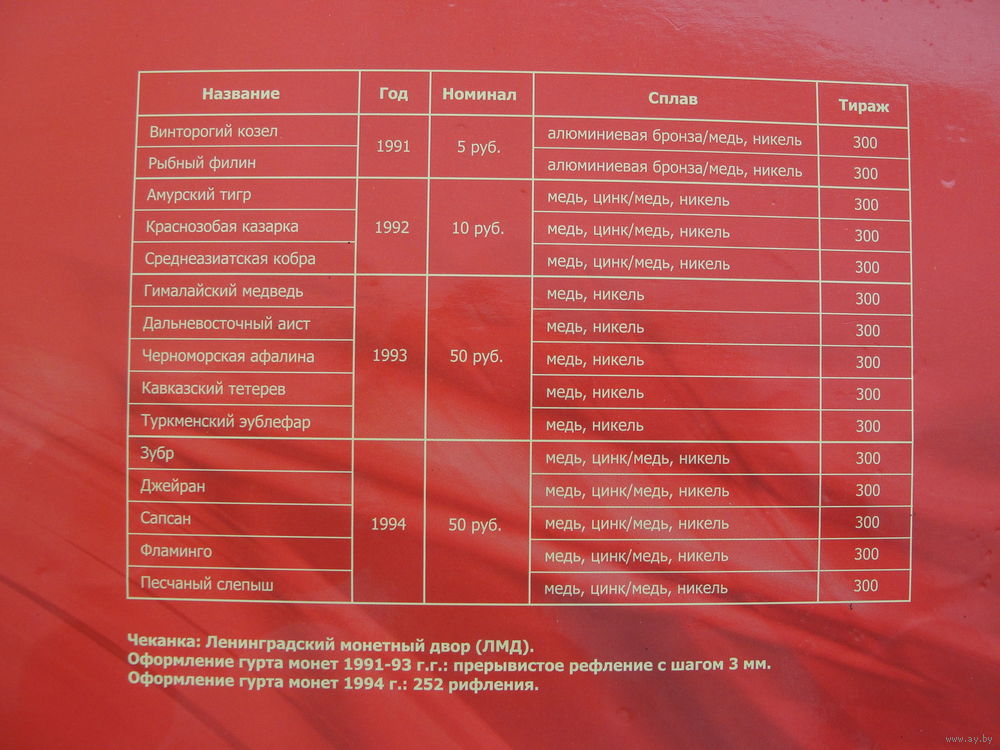 Название Год Номинал Сплав Тираж
Винторогий козел 1991 5 руб. алюминиевая бронза/медь, никель 300
Рыбный филин алюминиевая бронза/медь, никель 300
Амурский тигр медь, цинк/медь, никель 300
Краснозобая казарка 1992 10 руб. медь, цинк/медь, никель 300
Среднеазиатская кобра медь, цинк/медь, никель 300
Гималайский медведь медь, никель 300
Дальневосточный аист медь, никель 300
Черноморская афалина 1993 50 руб. медь, никель 300
Кавказский тетерев медь, никель 300
Туркменский эублефар медь, никель 300
Зубр медь, цинк/медь, никель 300
Джейран медь, цинк/медь, никель 300
Сапсан 1994 50 руб. медь, цинк/медь, никель 300
Фламинго медь, цинк/медь, никель 300
Песчаный слепыш медь, цинк/медь, никель 300
Чеканка: Ленинградский монетный двор (ЛМД).
Оформление гурта монет 1991-93 г.г.: прерывистое рефление с шагом 3 мм.
Оформление гурта монет 1994 г.: 252 рифления.
www.ay.by